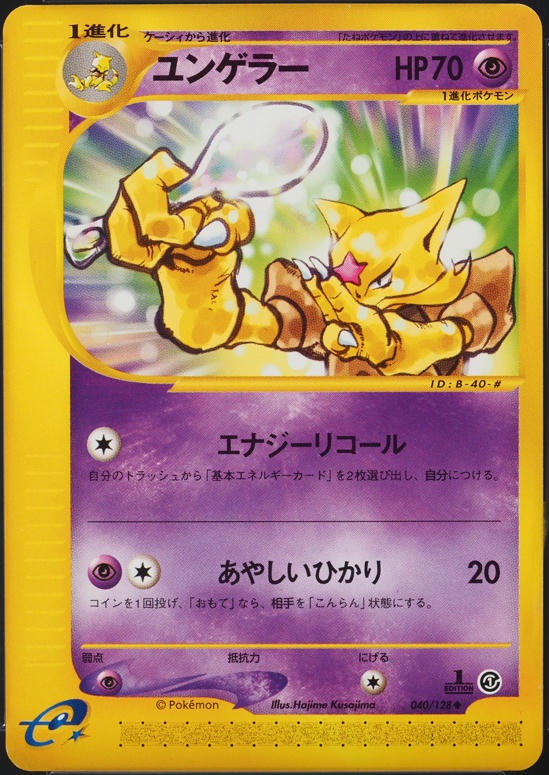 1進化
ケーシィから進化
「たねポケモン」の上に重ねて進化させます。
ユンゲラー
HP70
1進化ポケモン
ID:B-40-#
エナジーリコール
自分のトラッシュから「基本エネルギーカード」を2枚選び出し、自分につける。
あやしいひかり 20
コインを1回投げ、「おもて」なら、相手を「こんらん」状態にする。
弱点 抵抗力 にげる
© Pokémon
Illus.Hajime Kusajima
040/128◆
1 EDITION
e